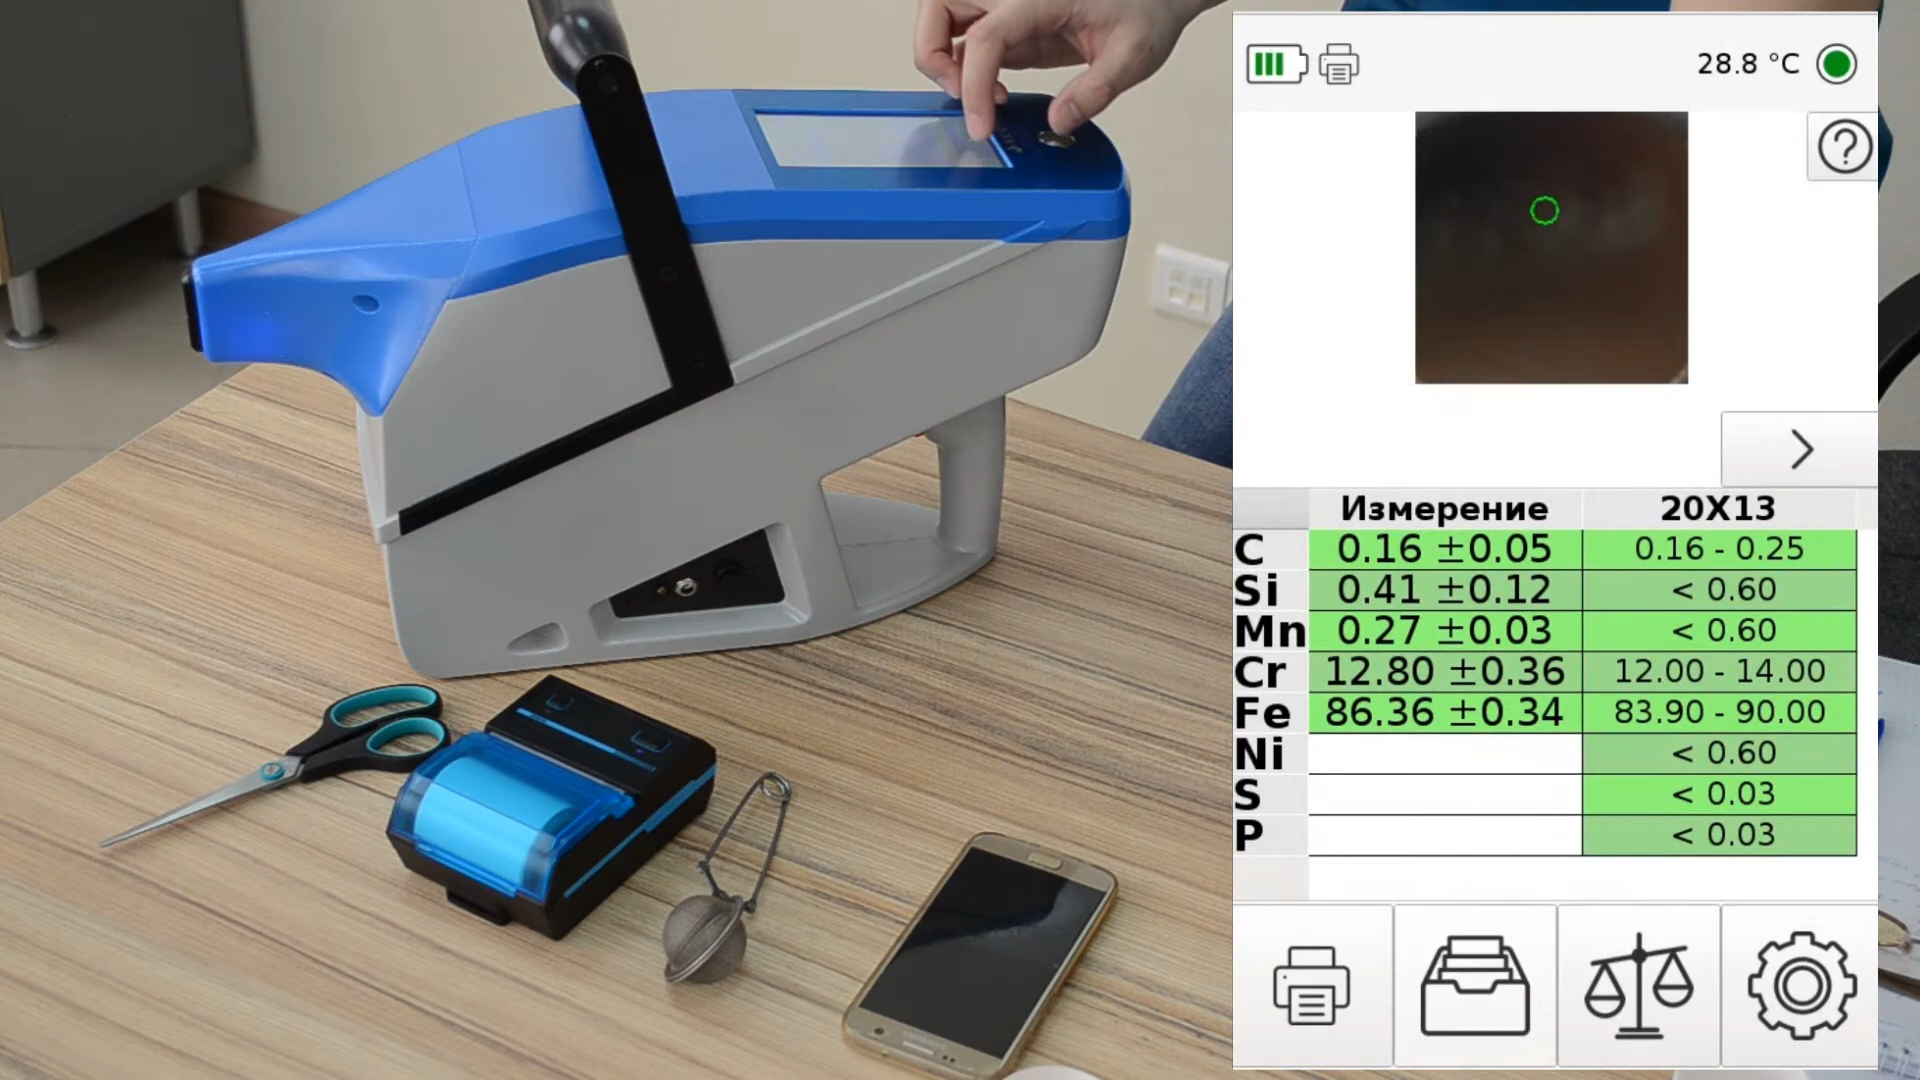 28.8 °C
Измерение 20Х13
C 0.16 ±0.05 0.16 - 0.25
Si 0.41 ±0.12 < 0.60
Mn 0.27 ±0.03 < 0.60
Cr 12.80 ±0.36 12.00 - 14.00
Fe 86.36 ±0.34 83.90 - 90.00
Ni < 0.60
S < 0.03
P < 0.03